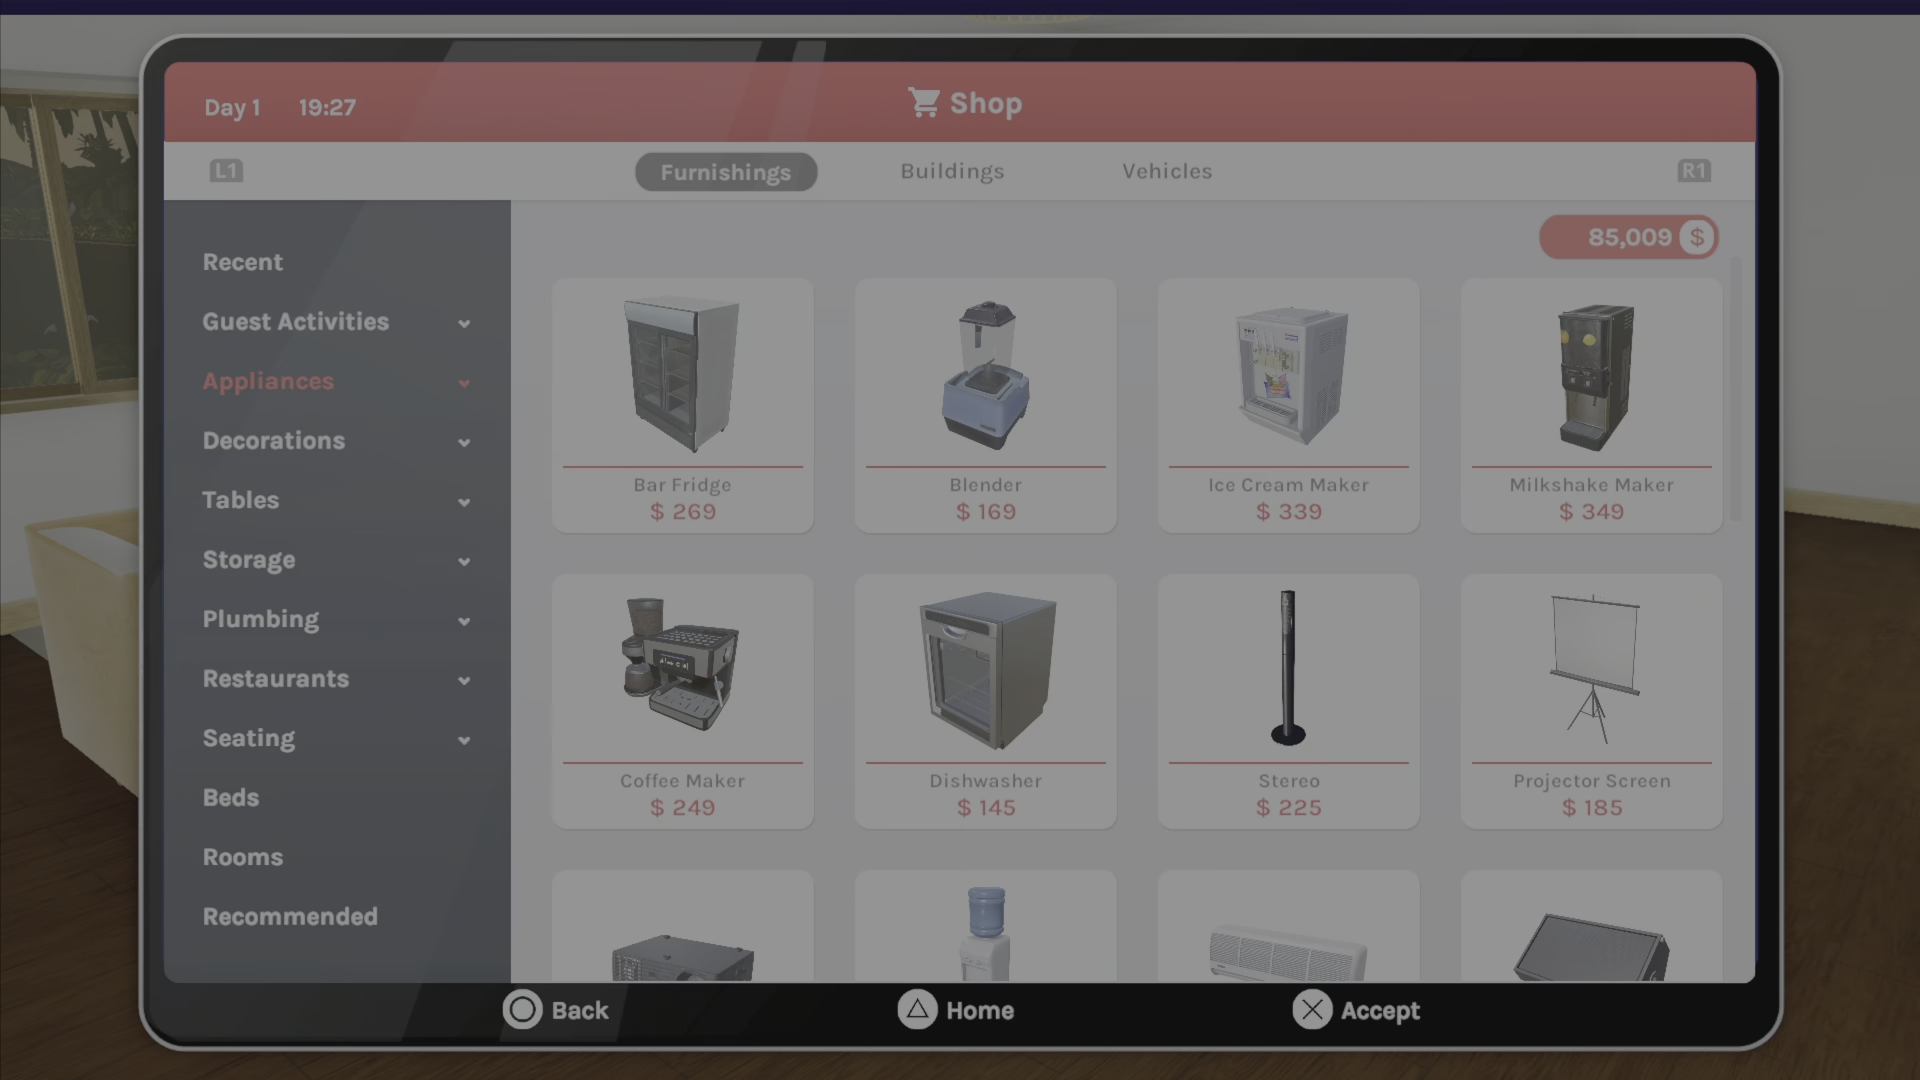 Day 1 19:27 Shop
L1 Furnishings Buildings Vehicles R1
85,009 $
Recent
Guest Activities
Appliances
Decorations
Tables
Storage
Plumbing
Restaurants
Seating
Beds
Rooms
Recommended
Bar Fridge
$ 269
Blender
$ 169
Ice Cream Maker
$ 339
Milkshake Maker
$ 349
Coffee Maker
$ 249
Dishwasher
$ 145
Stereo
$ 225
Projector Screen
$ 185
Back Home Accept